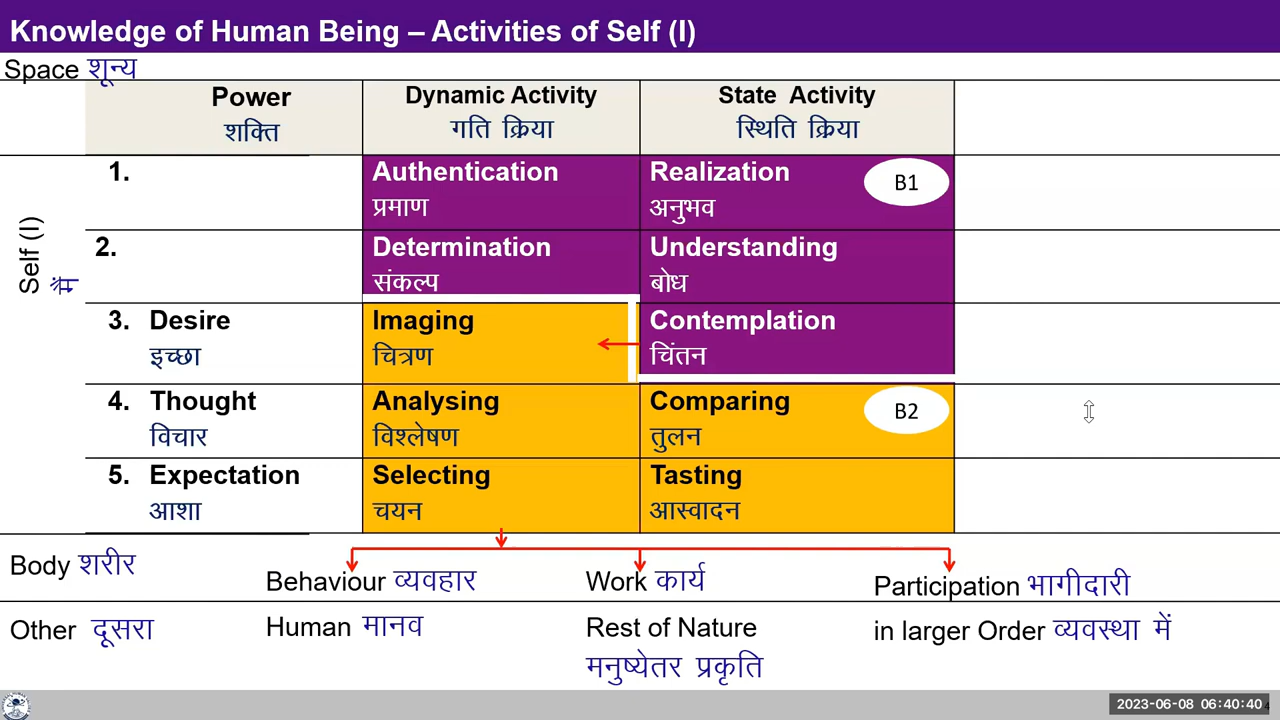 Knowledge of Human Being – Activities of Self (I)
Space शून्य
Power Dynamic Activity State Activity
शक्ति गति क्रिया स्थिति क्रिया
Self (I)
मैं
1. Authentication Realization B1
प्रमाण अनुभव
2. Determination Understanding
संकल्प बोध
3. Desire Imaging Contemplation
इच्छा चित्रण चिंतन
4. Thought Analysing Comparing B2
विचार विश्लेषण तुलन
5. Expectation Selecting Tasting
आशा चयन आस्वादन
Body शरीर Behaviour व्यवहार Work कार्य Participation भागीदारी
Other दूसरा Human मानव Rest of Nature in larger Order व्यवस्था में
मनुष्येतर प्रकृति
2023-06-08 06:40:40